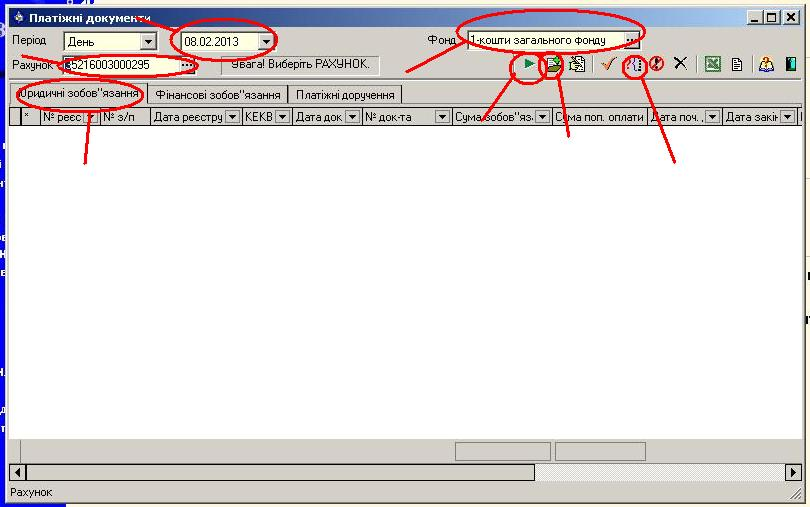 Платіжні документи
Період День 08.02.2013 Фонд 1-кошти загального фонду ...
Рахунок 35216003000295 ... Увага! Виберіть РАХУНОК.
Юридичні зобов"язання Фінансові зобов"язання Платіжні доручення
* № реєс № з/п Дата реєстру КЕКВ Дата док № док-та Сума зобов"яз. Сума поп. оплати Дата поч. Дата закін
Рахунок